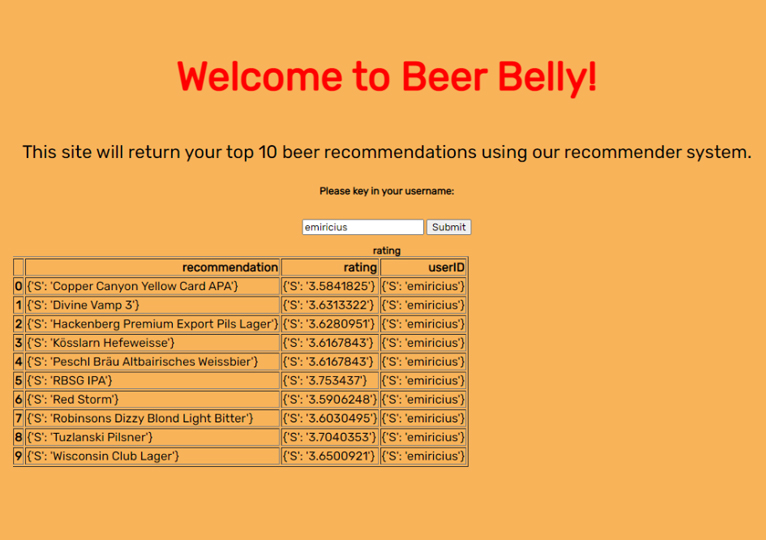 Welcome to Beer Belly!
This site will return your top 10 beer recommendations using our recommender system.
Please key in your username:
emiricius Submit
rating
recommendation rating userID
0 {'S': 'Copper Canyon Yellow Card APA'} {'S': '3.5841825'} {'S': 'emiricius'}
1 {'S': 'Divine Vamp 3'} {'S': '3.6313322'} {'S': 'emiricius'}
2 {'S': 'Hackenberg Premium Export Pils Lager'} {'S': '3.6280951'} {'S': 'emiricius'}
3 {'S': 'Kösslarn Hefeweisse'} {'S': '3.6167843'} {'S': 'emiricius'}
4 {'S': 'Peschl Bräu Altbairisches Weissbier'} {'S': '3.6167843'} {'S': 'emiricius'}
5 {'S': 'RBSG IPA'} {'S': '3.753437'} {'S': 'emiricius'}
6 {'S': 'Red Storm'} {'S': '3.5906248'} {'S': 'emiricius'}
7 {'S': 'Robinsons Dizzy Blond Light Bitter'} {'S': '3.6030495'} {'S': 'emiricius'}
8 {'S': 'Tuzlanski Pilsner'} {'S': '3.7040353'} {'S': 'emiricius'}
9 {'S': 'Wisconsin Club Lager'} {'S': '3.6500921'} {'S': 'emiricius'}